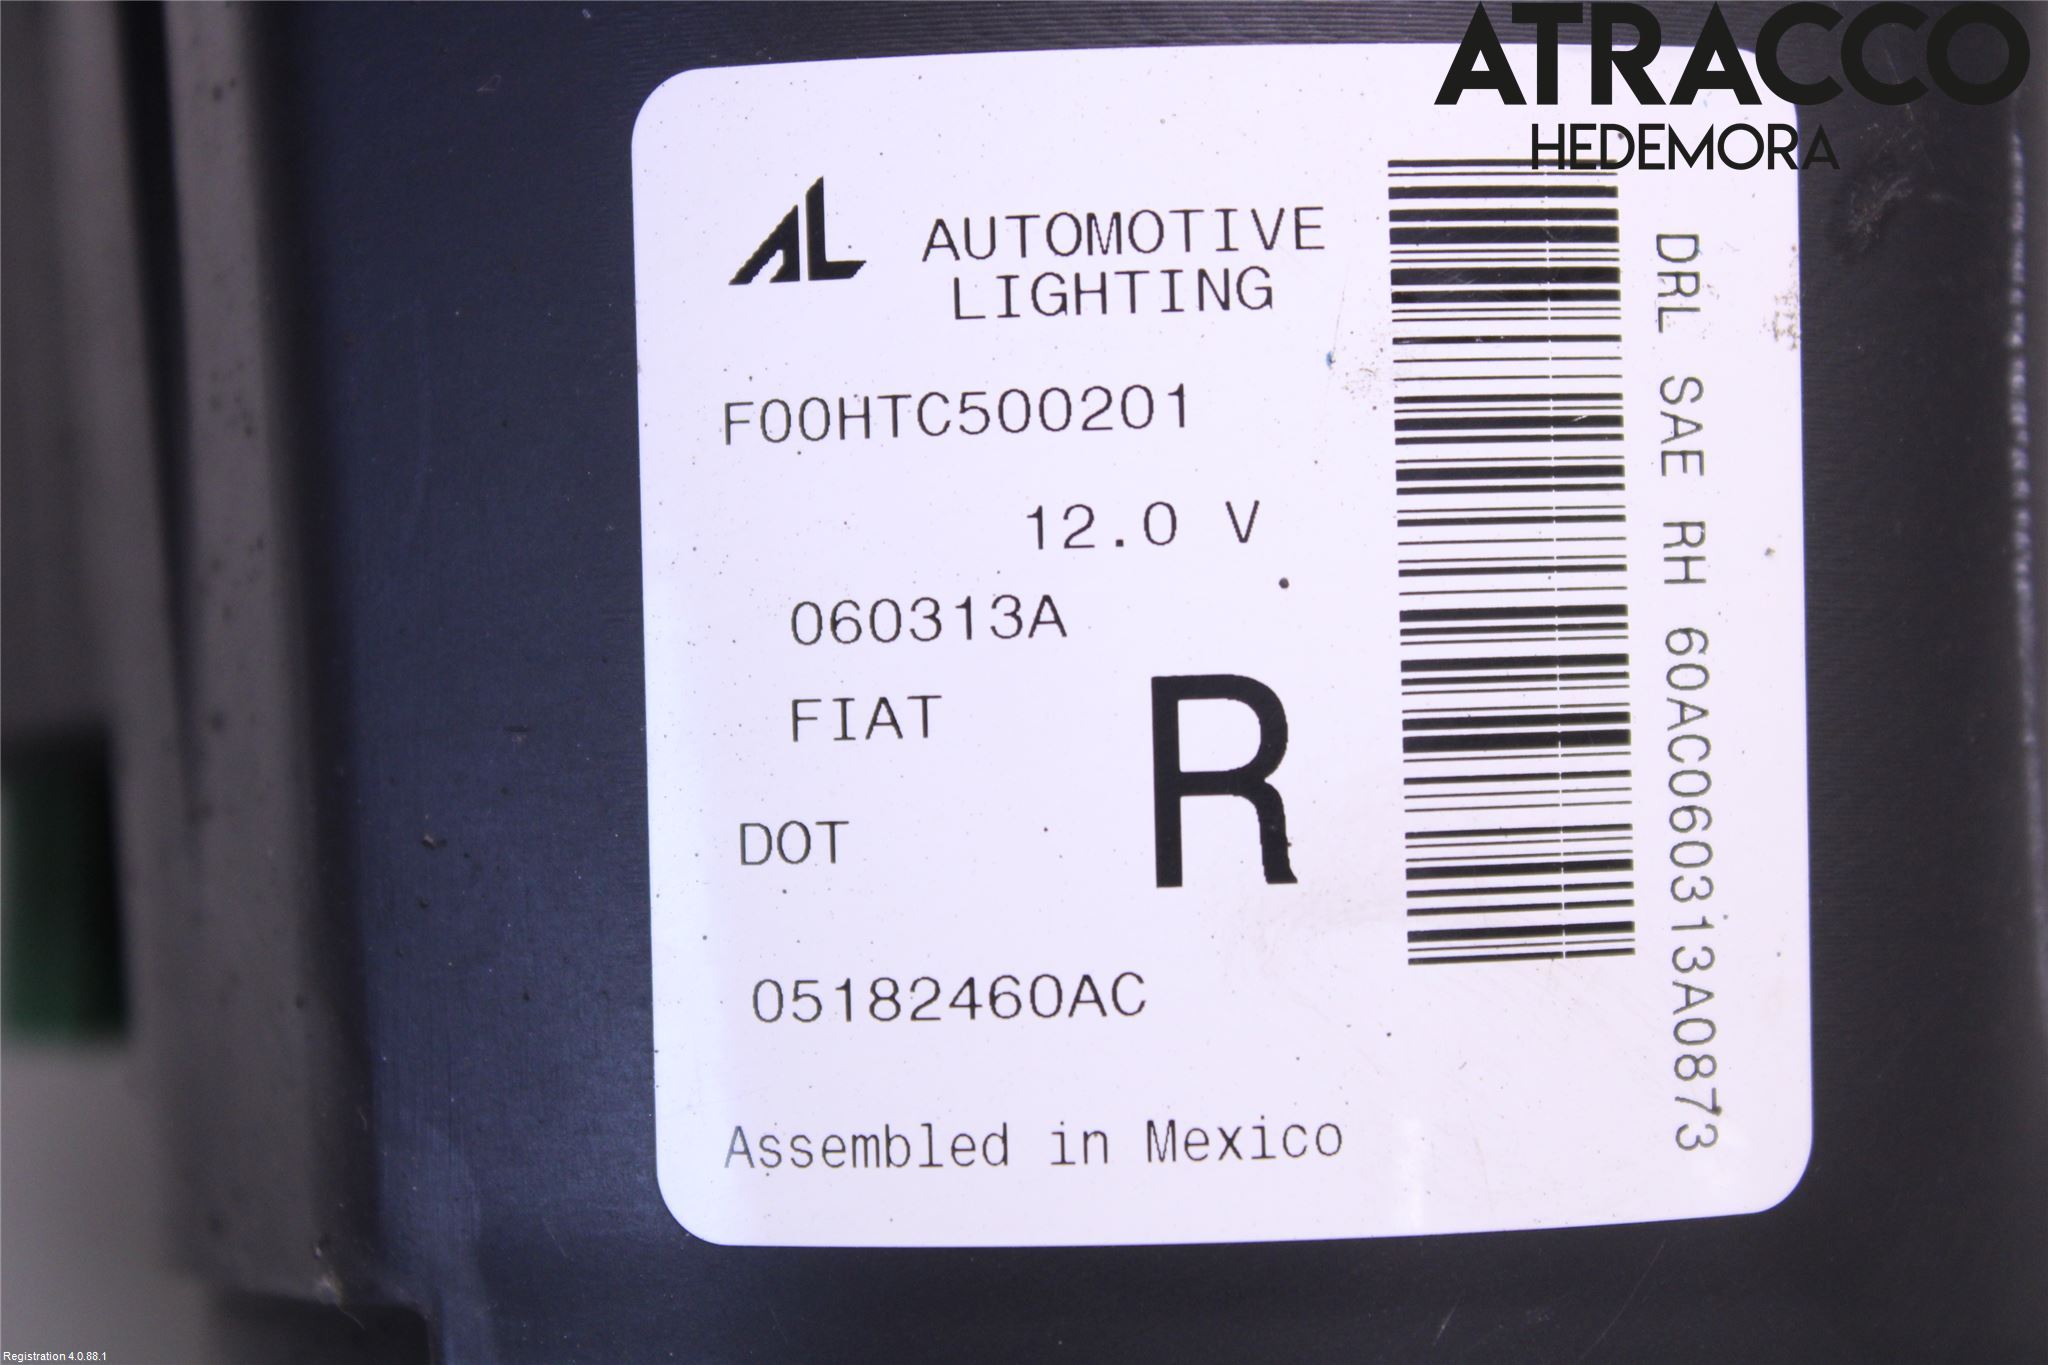 ATRACCO
HEDEMORA
AL
AUTOMOTIVE
LIGHTING
F00HTC500201
12.0 V
060313A
FIAT
R
DOT
05182460AC
Assembled in Mexico
DRL SAE RH 60AC060313A0873
Registration 4.0.88.1